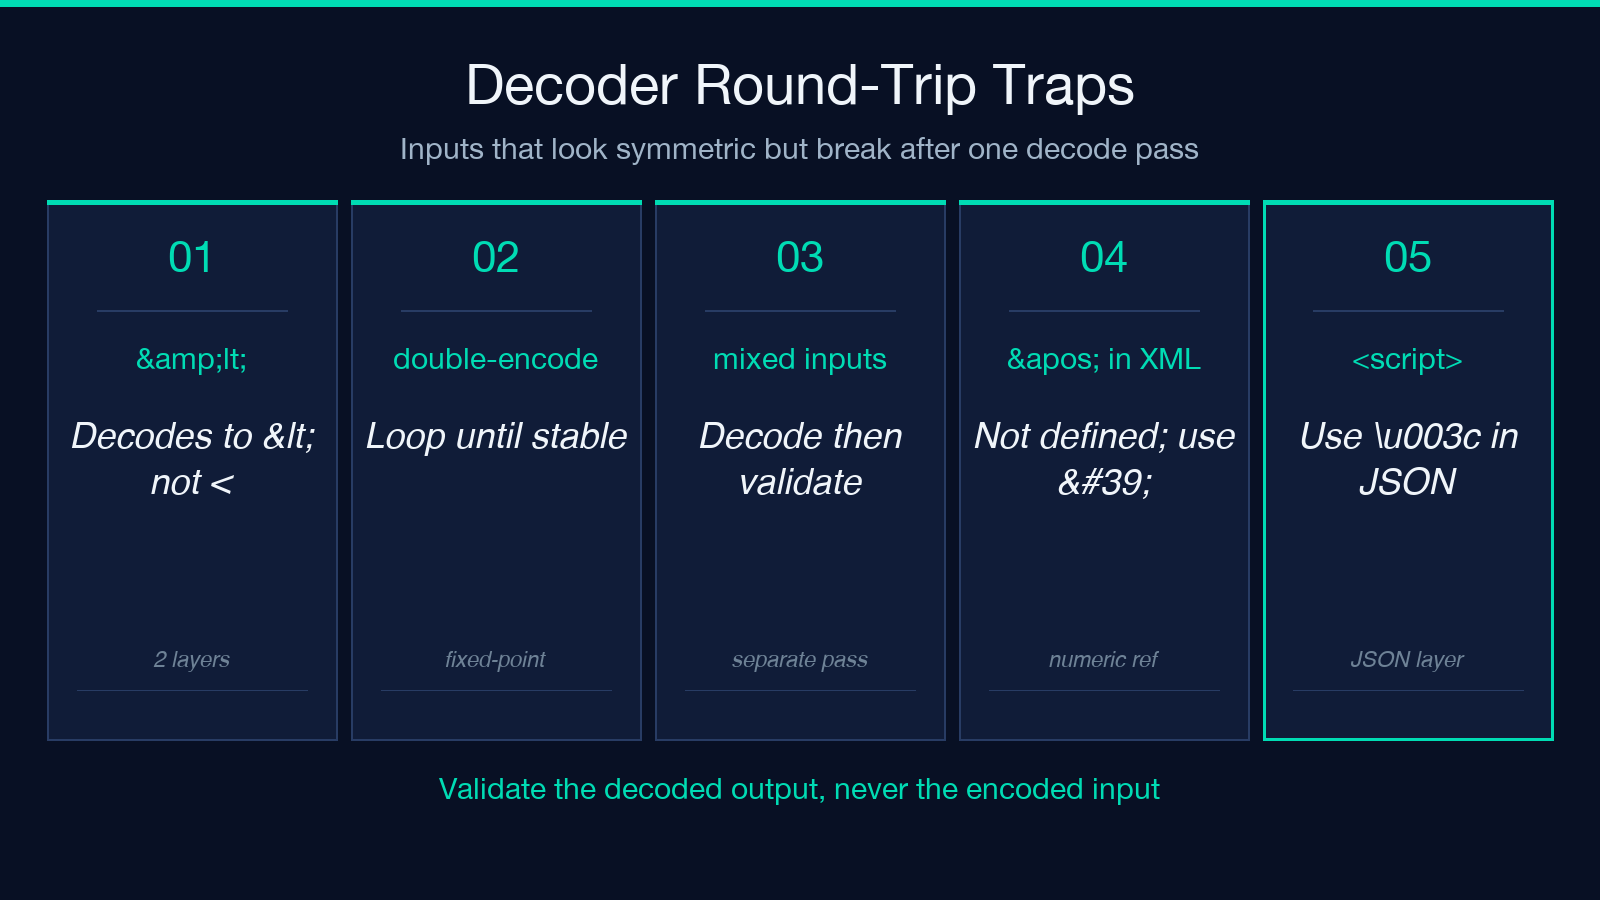 Decoder Round-Trip Traps
Inputs that look symmetric but break after one decode pass
01
&amp;lt;
Decodes to &lt;
not <
2 layers
02
double-encode
Loop until stable
fixed-point
03
mixed inputs
Decode then
validate
separate pass
04
&apos; in XML
Not defined; use
&#39;
numeric ref
05
<script>
Use \u003c in
JSON
JSON layer
Validate the decoded output, never the encoded input